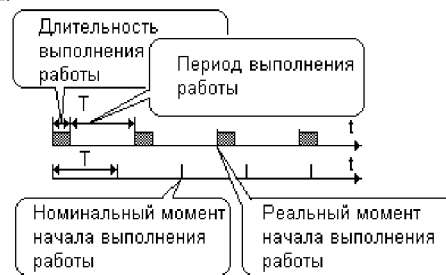 Длительность
выполнения
работы
Период выполнения
работы
T
t
T
t
Номинальный момент
начала выполнения
работы
Реальный момент
начала выполнения
работы